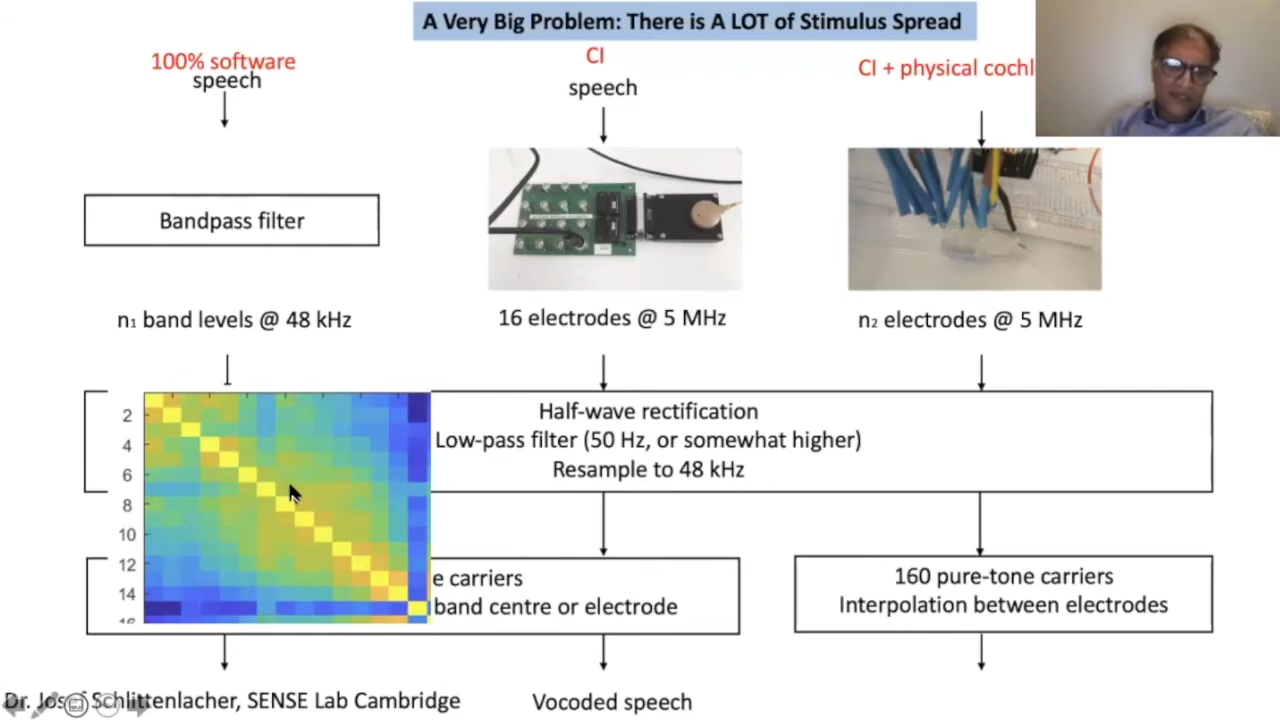 A Very Big Problem: There is A LOT of Stimulus Spread
100% software
speech
CI
speech
CI + physical cochl
Bandpass filter
n₁ band levels @ 48 kHz
16 electrodes @ 5 MHz
n₂ electrodes @ 5 MHz
Half-wave rectification
Low-pass filter (50 Hz, or somewhat higher)
Resample to 48 kHz
2
4
6
8
10
12
14
16
e carriers
band centre or electrode
160 pure-tone carriers
Interpolation between electrodes
Dr. Josef Schlittenlacher, SENSE Lab Cambridge
Vocoded speech